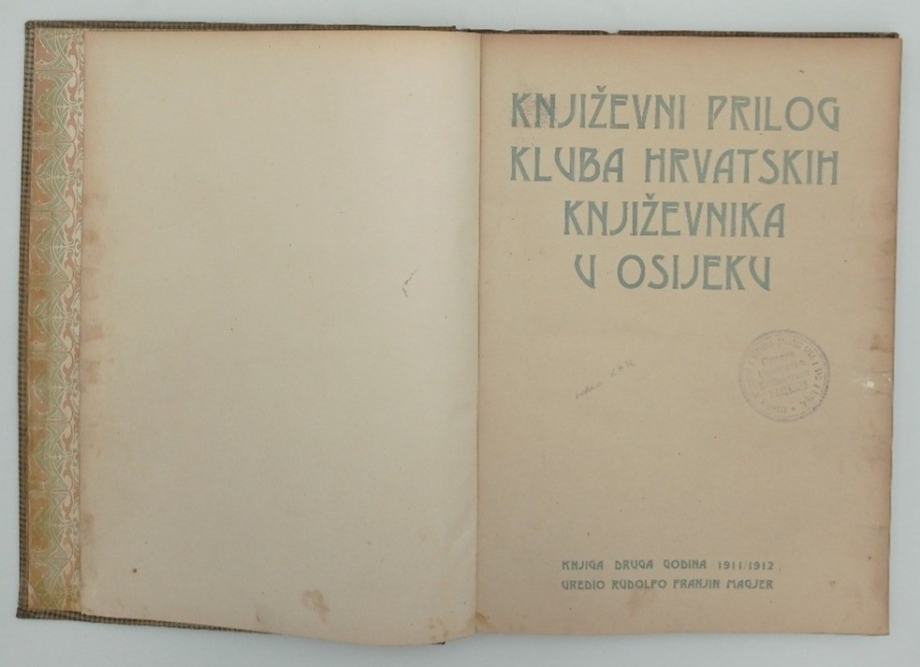 KNJIŽEVNI PRILOG
KLUBA HRVATSKIH
KNJIŽEVNIKA
U OSIJEKU
KNJIGA DRUGA GODINA 1911/1912.
UREDIO RUDOLFO FRANJIN MAGJER